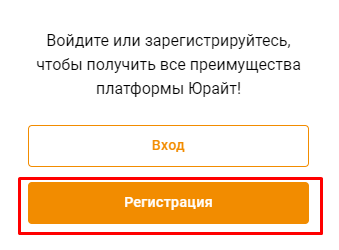 Войдите или зарегистрируйтесь,
чтобы получить все преимущества
платформы Юрайт!
Вход
Регистрация